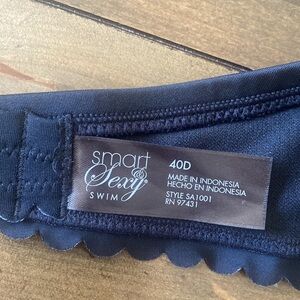 smart
& Sexy®
SWIM
40D
MADE IN INDONESIA
HECHO EN INDONESIA
STYLE SA1001
RN 97431